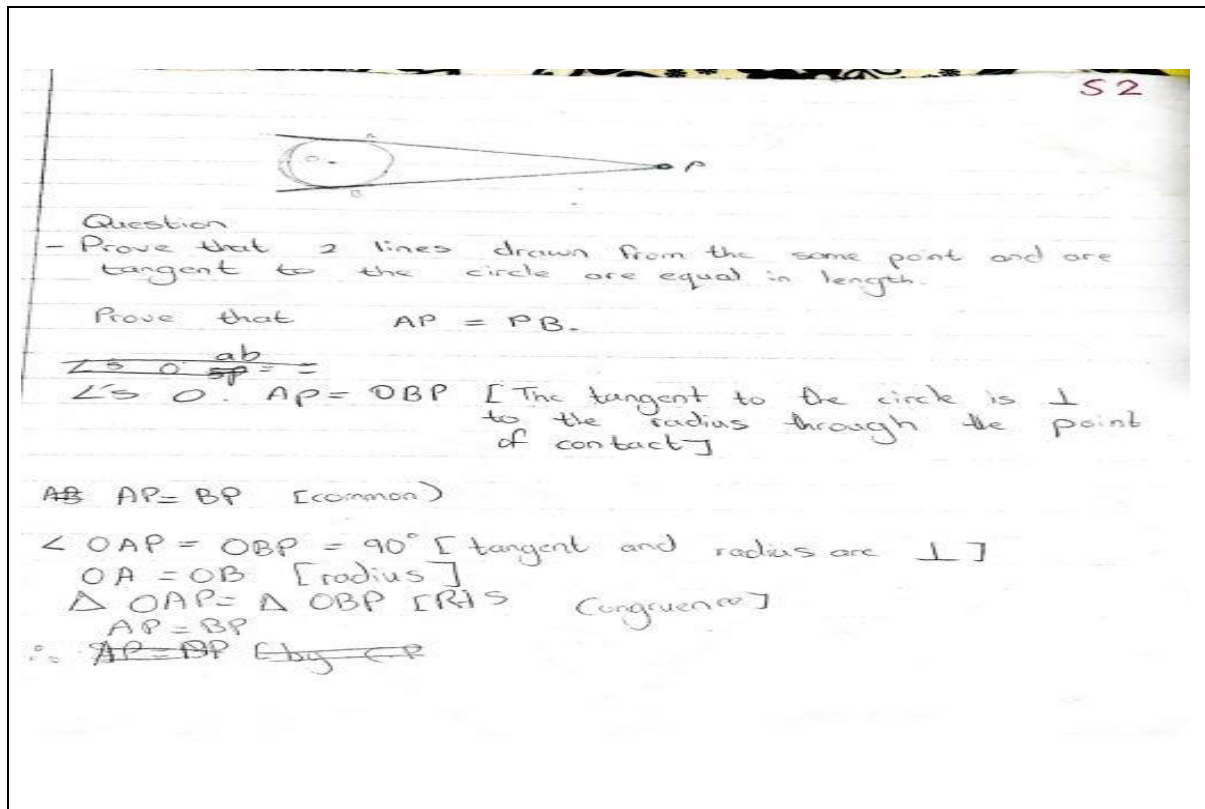 S2
A
O
P
B
Question
- Prove that 2 lines drawn from the same point and are
tangent to the circle are equal in length.
Prove that AP = PB.
∠s O. ab =
∠'s O. AP = OBP [The tangent to the circle is ⊥
to the radius through the point
of contact]
AB AP = BP [common)
∠ OAP = OBP = 90° [tangent and radius are ⊥]
OA = OB [radius]
△ OAP = △ OBP [RHS Congruence]
AP = BP
∴ AP = BP [by CP